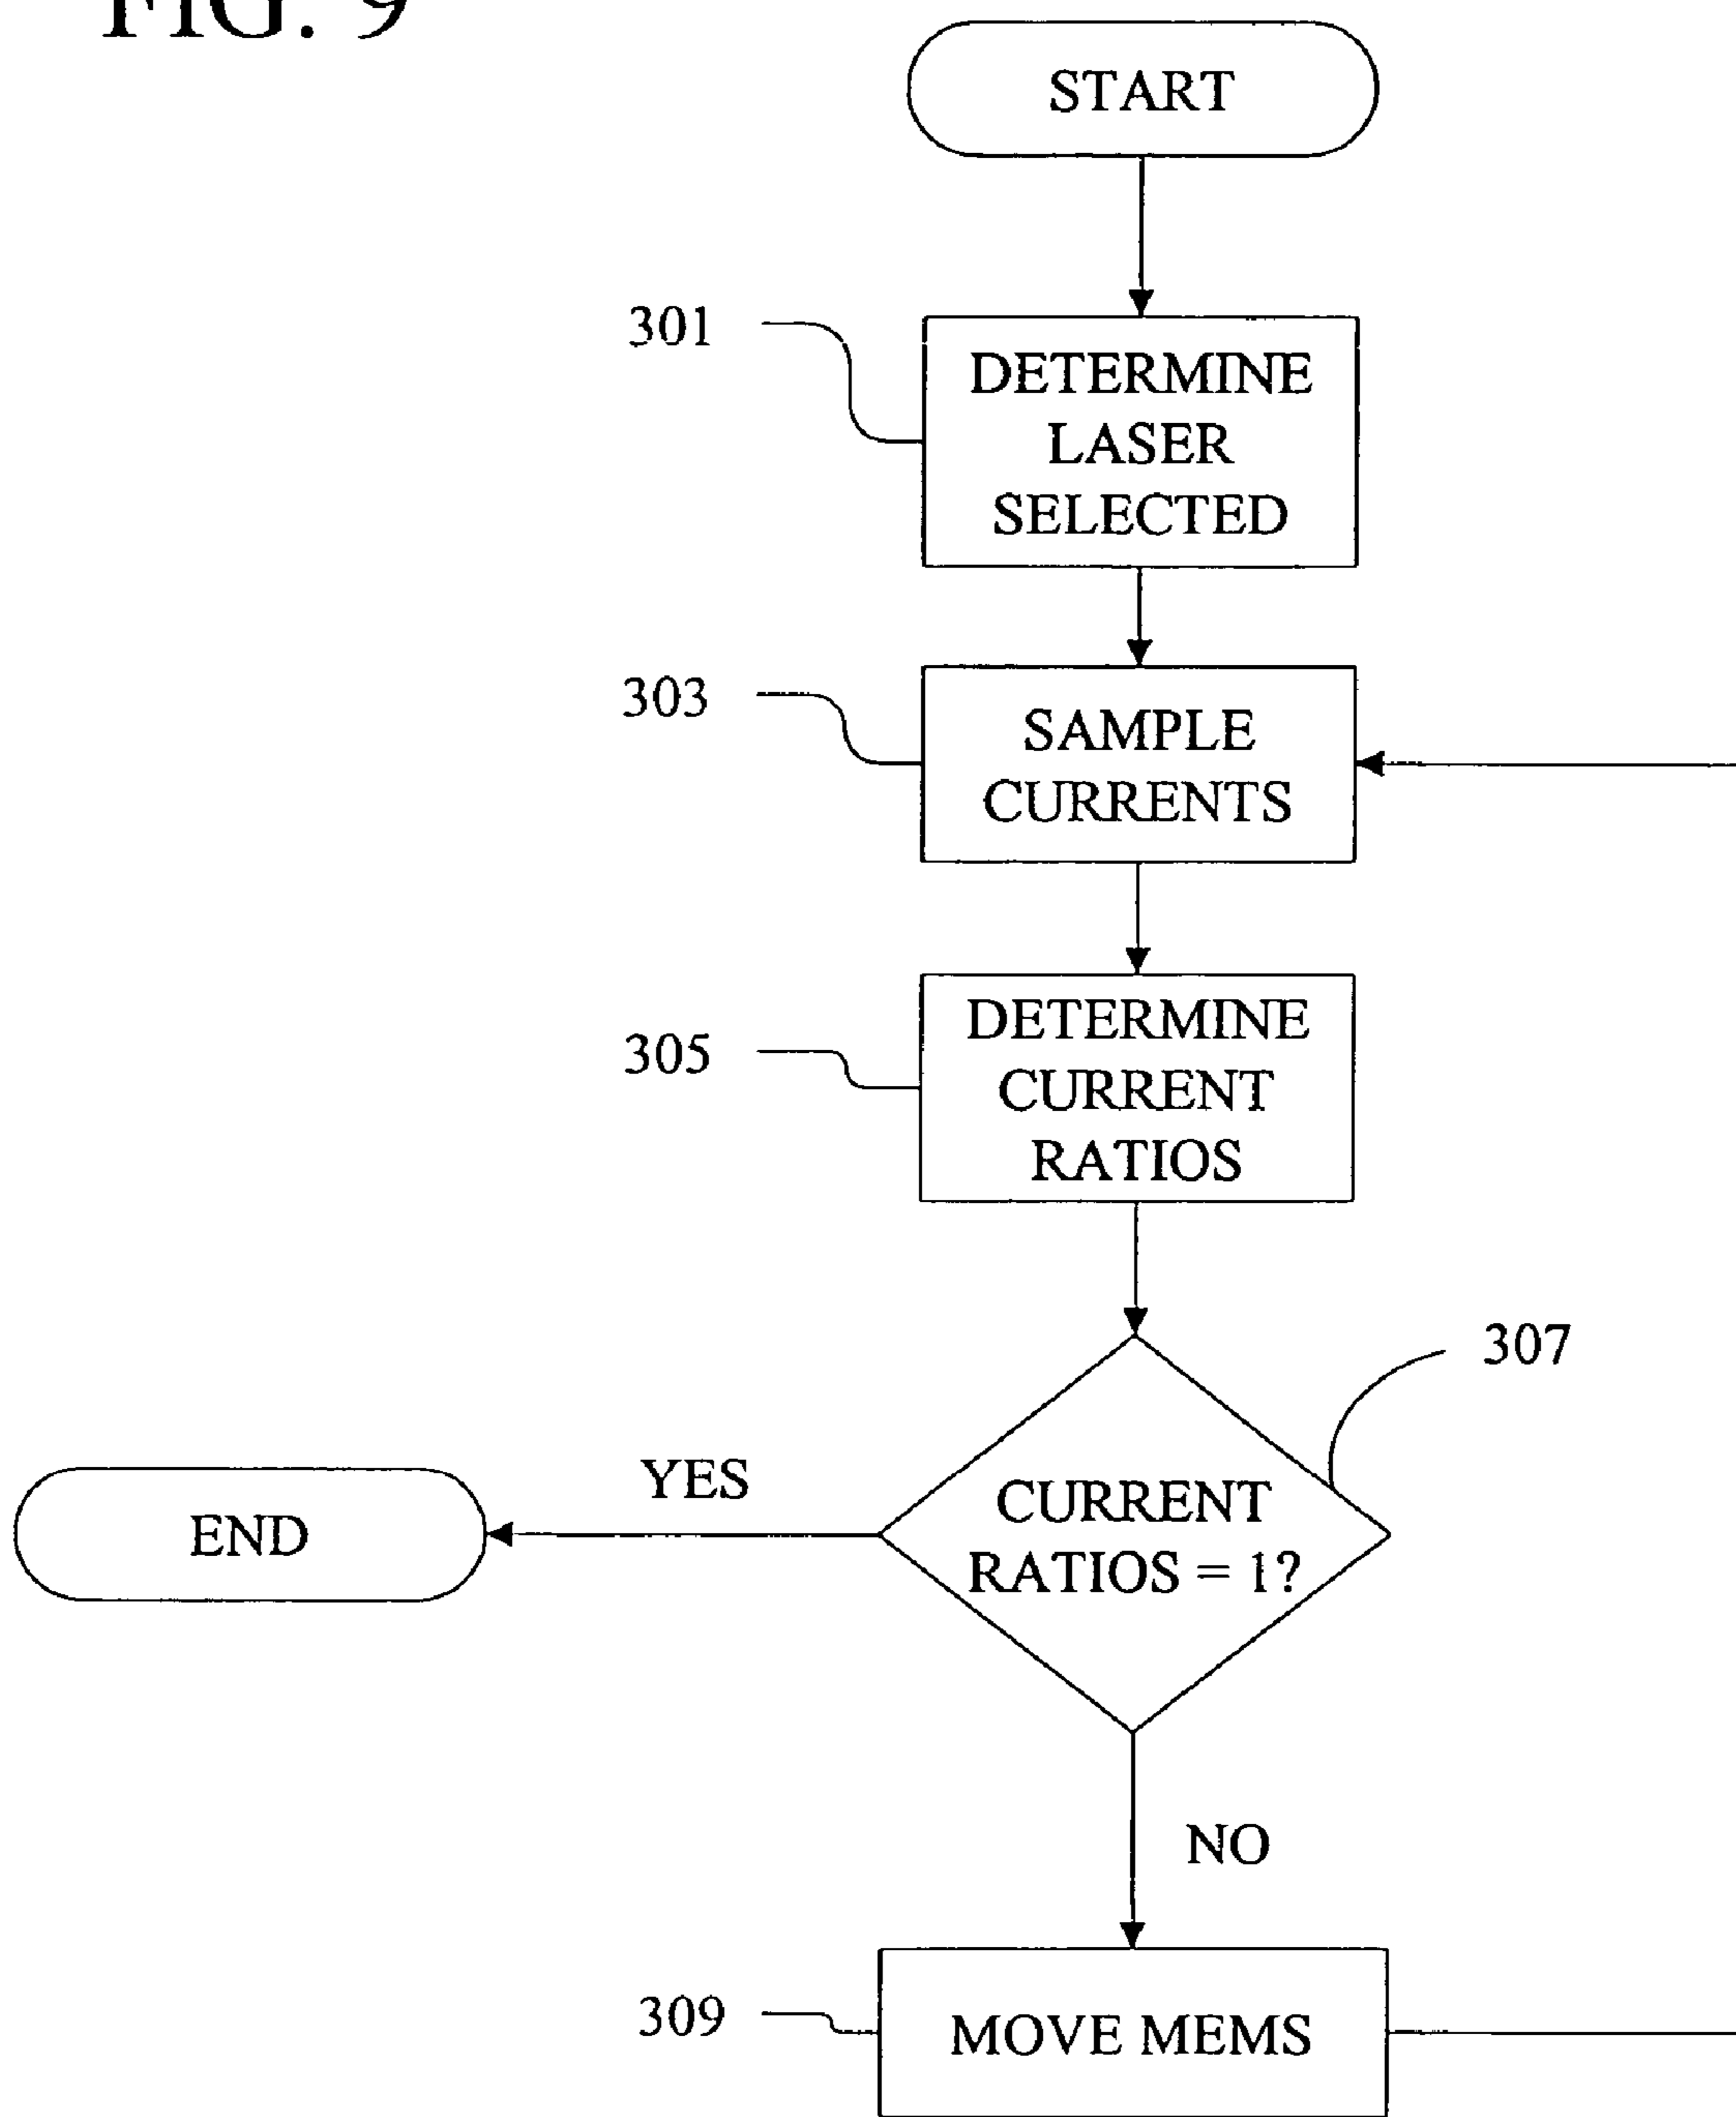 FIG. 9
START
301
DETERMINE
LASER
SELECTED
303
SAMPLE
CURRENTS
305
DETERMINE
CURRENT
RATIOS
307
CURRENT
RATIOS = 1?
YES
END
NO
309
MOVE MEMS